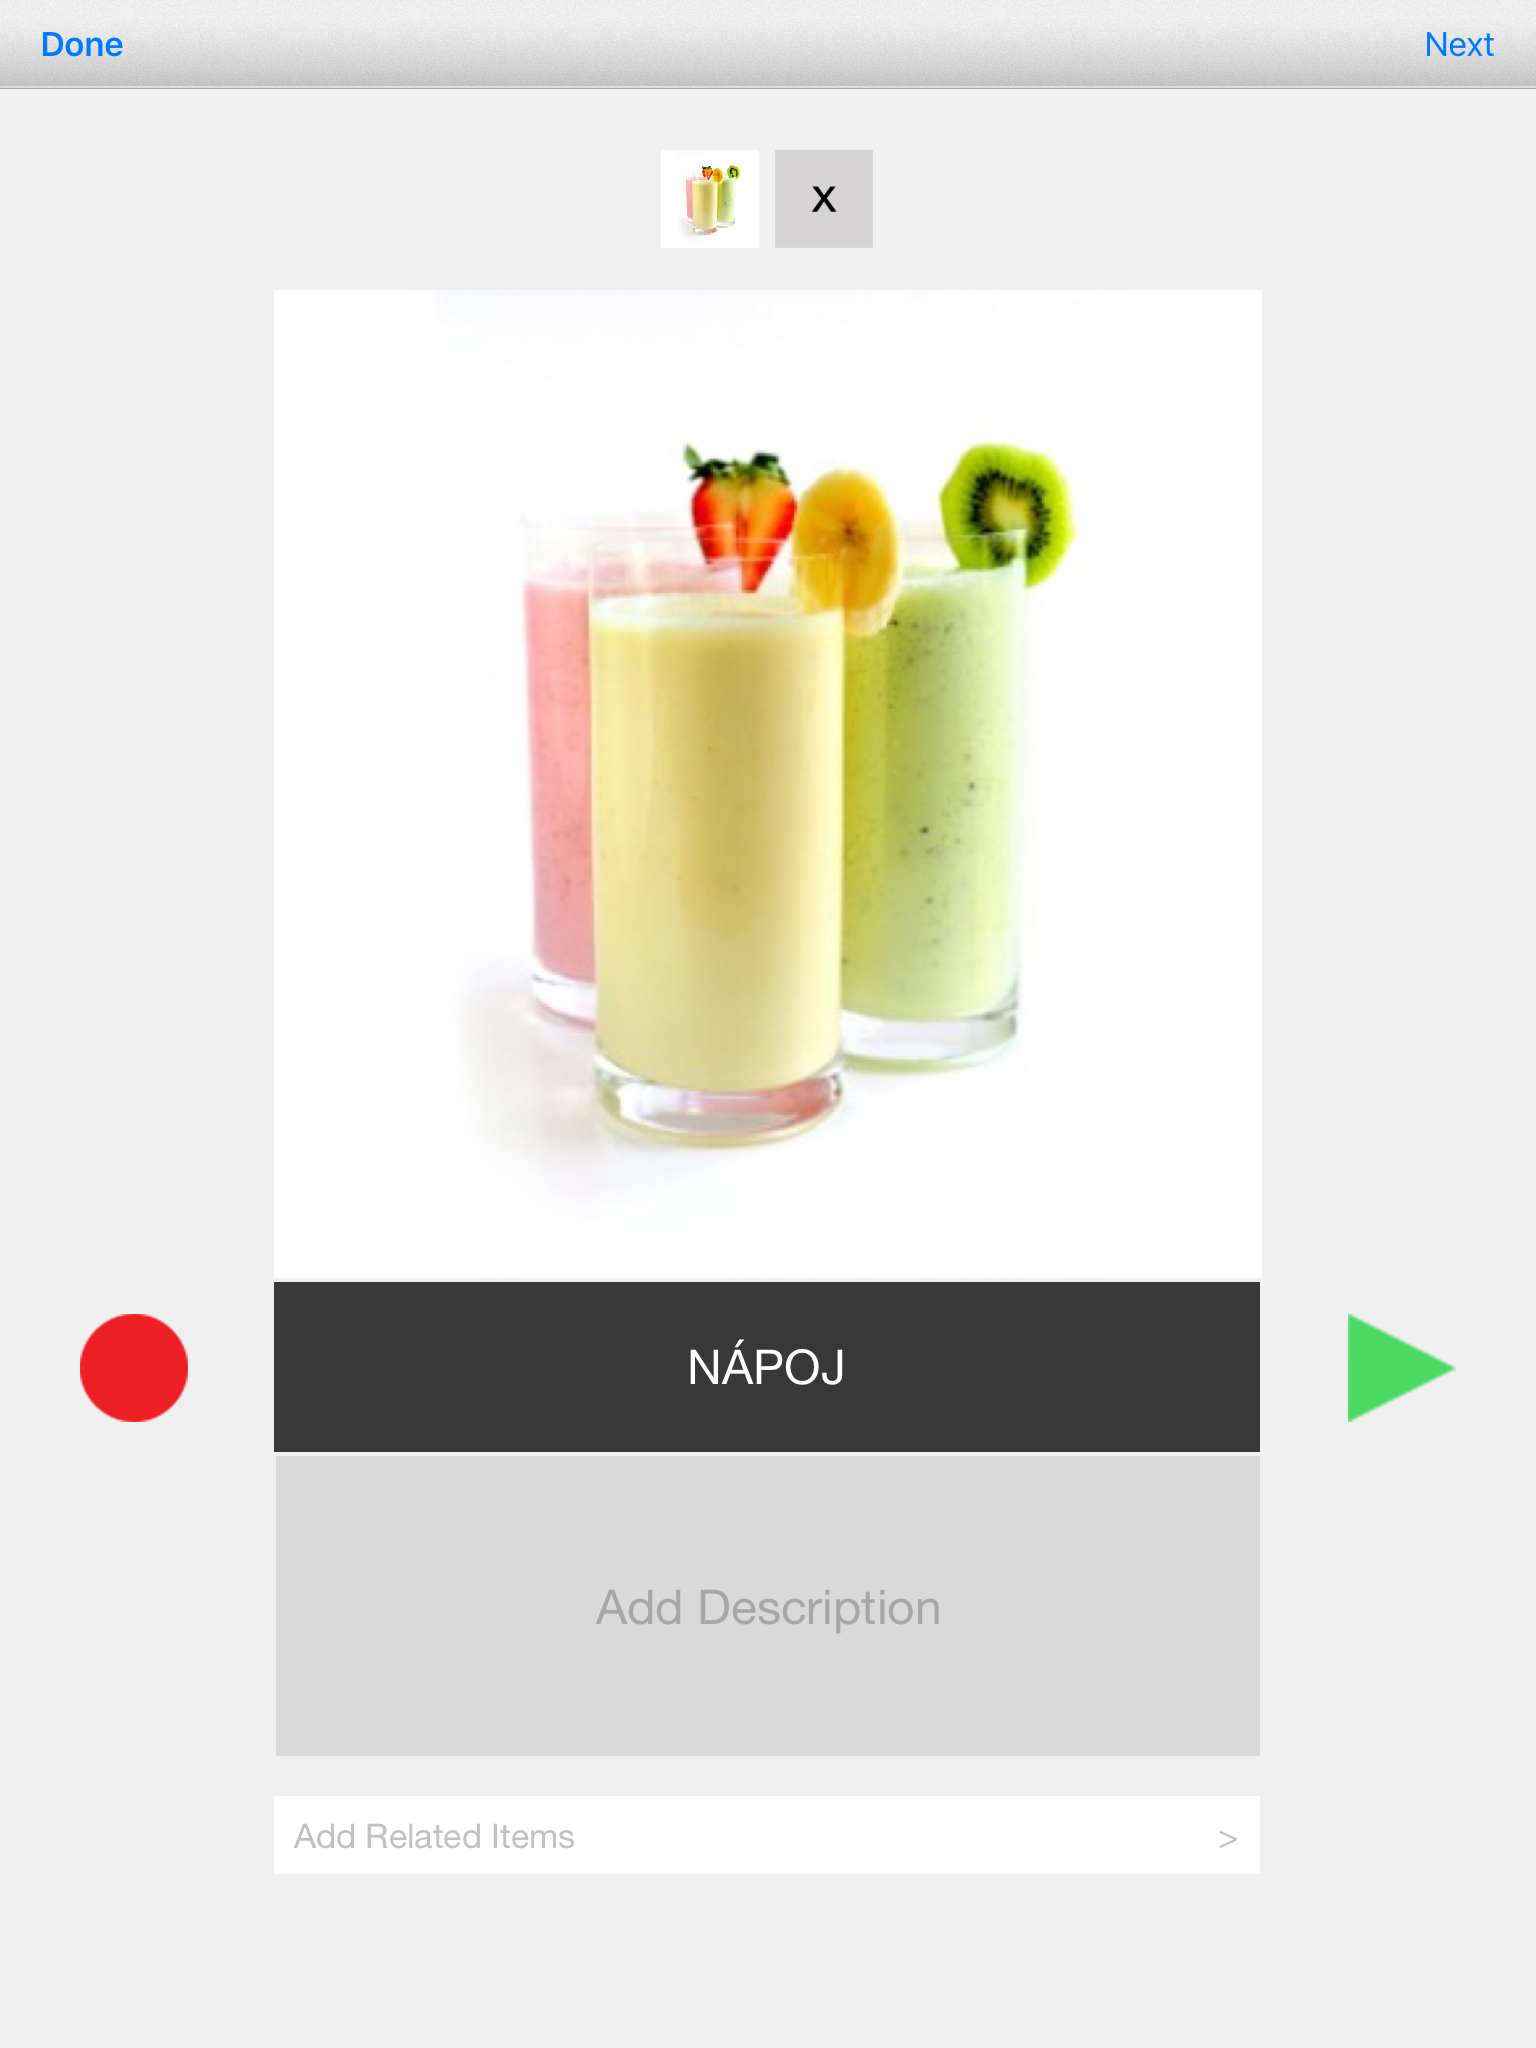 Done
Next
x
NÁPOJ
Add Description
Add Related Items >